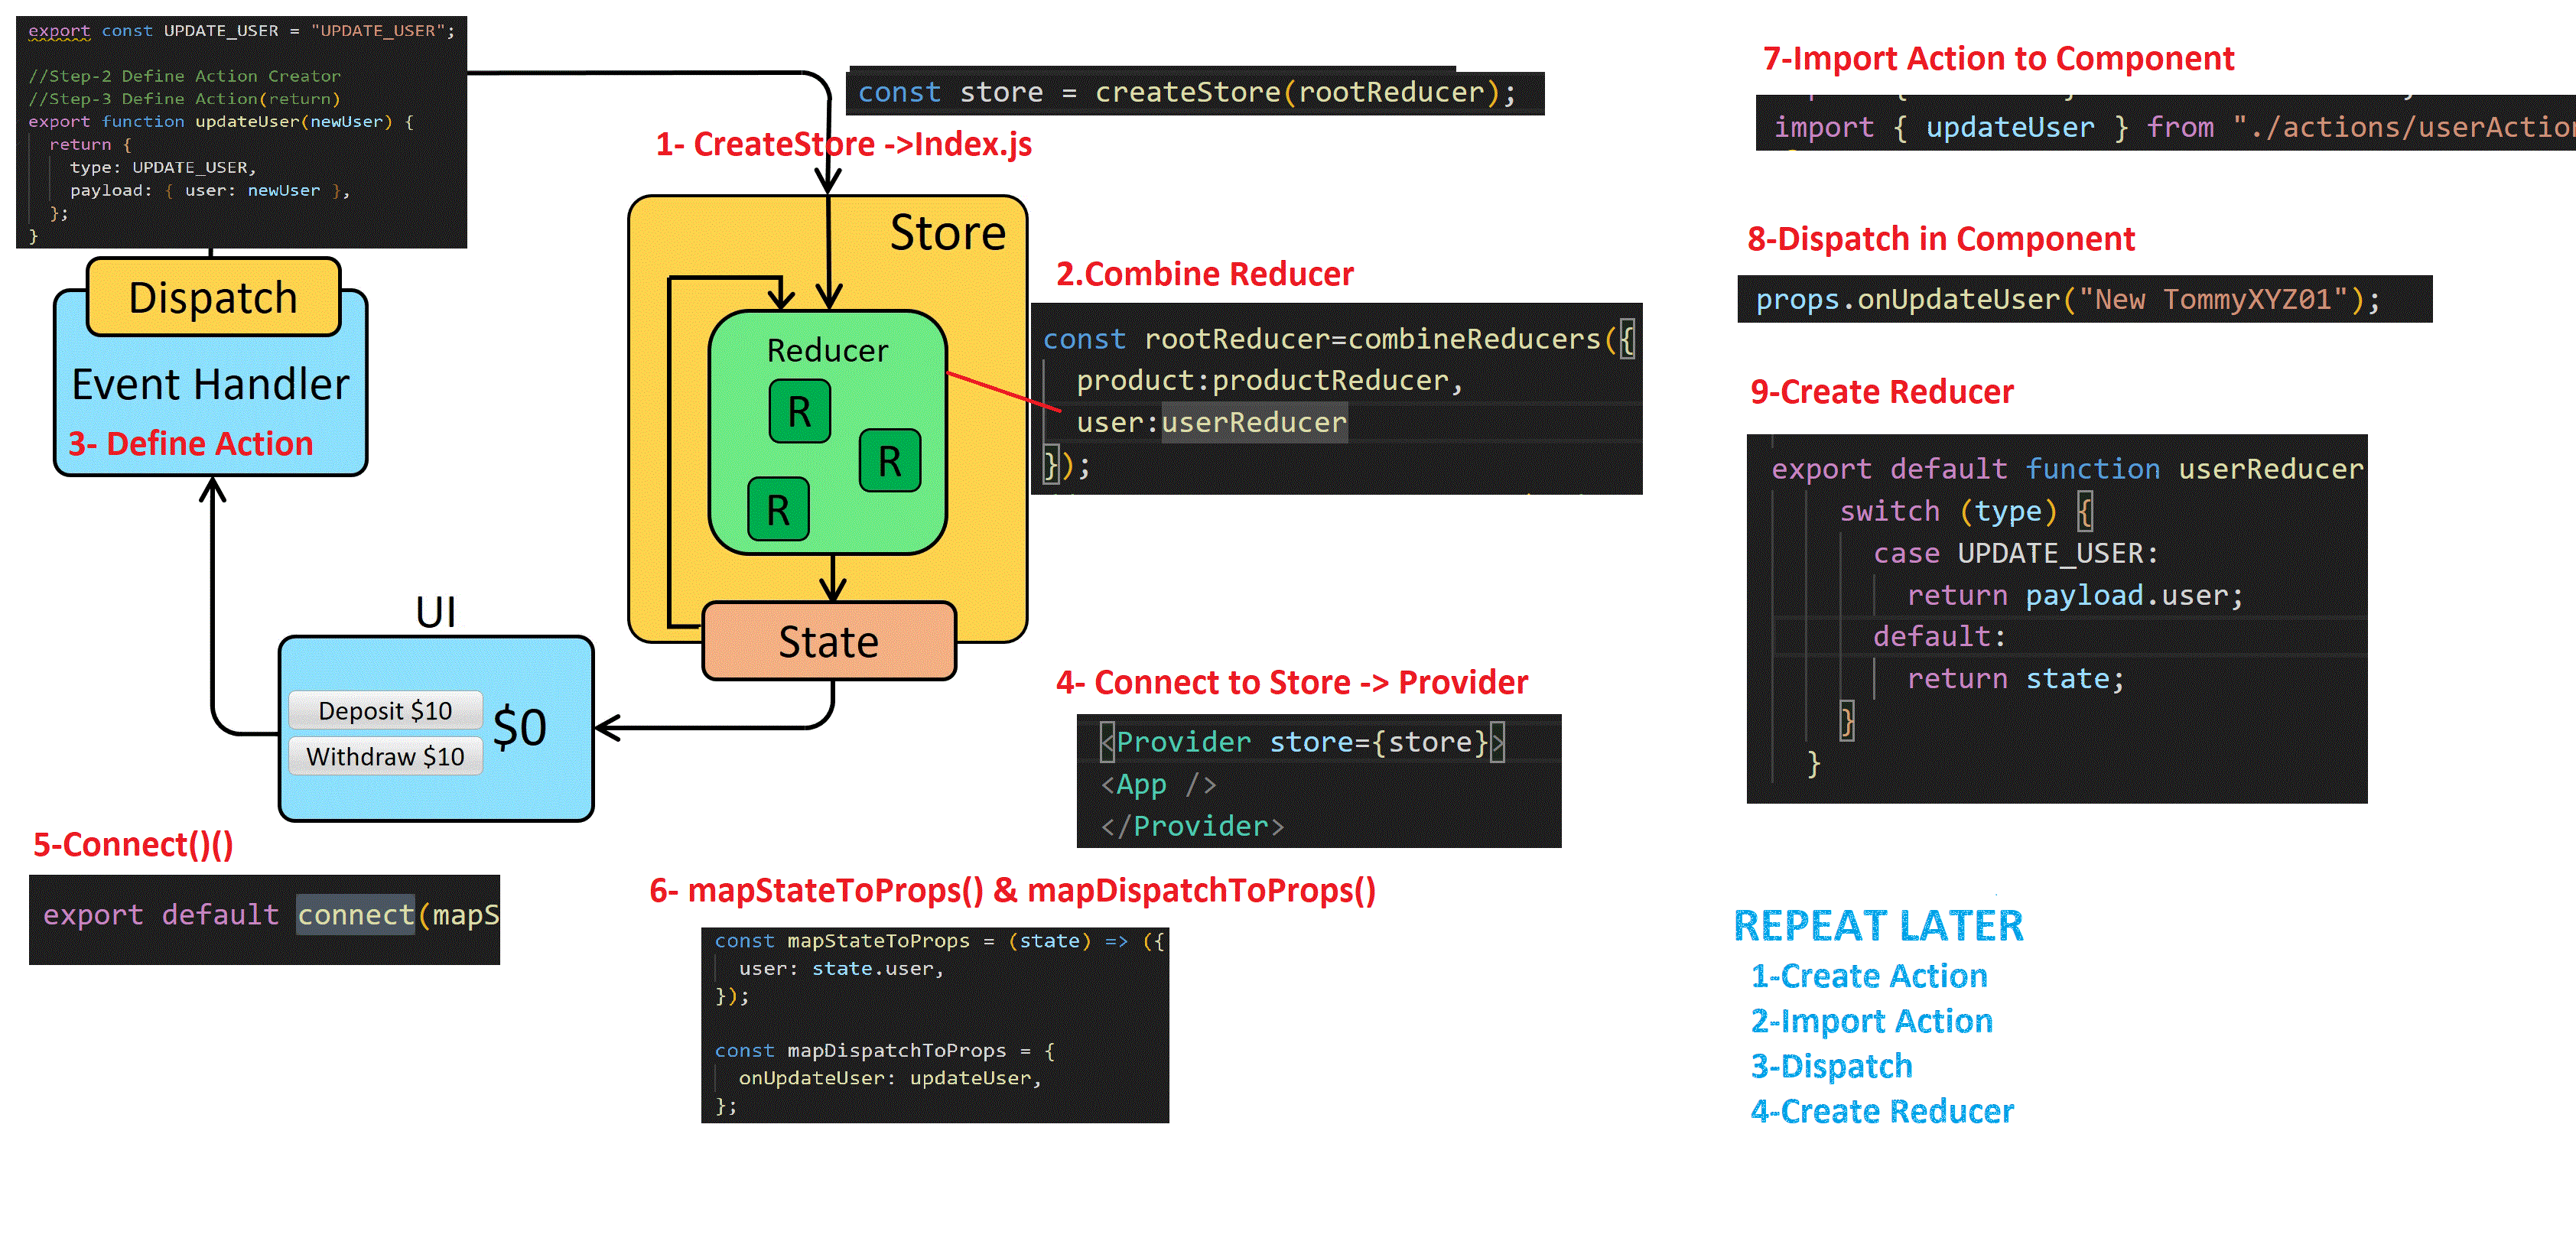 export const UPDATE_USER = "UPDATE_USER";
//Step-2 Define Action Creator
//Step-3 Define Action(return)
export function updateUser(newUser) {
return {
type: UPDATE_USER,
payload: { user: newUser },
};
}
Dispatch
Event Handler
3- Define Action
UI
Deposit $10
Withdraw $10
$0
5-Connect()()
export default connect(mapS
const store = createStore(rootReducer);
1- CreateStore ->Index.js
Store
Reducer
R
R
R
State
2.Combine Reducer
const rootReducer=combineReducers({
product:productReducer,
user:userReducer
});
4- Connect to Store -> Provider
<Provider store={store}>
<App />
</Provider>
6- mapStateToProps() & mapDispatchToProps()
const mapStateToProps = (state) => ({
user: state.user,
});
const mapDispatchToProps = {
onUpdateUser: updateUser,
};
7-Import Action to Component
import { updateUser } from "./actions/userAction
8-Dispatch in Component
props.onUpdateUser("New TommyXYZ01");
9-Create Reducer
export default function userReducer
switch (type) {
case UPDATE_USER:
return payload.user;
default:
return state;
}
}
REPEAT LATER
1-Create Action
2-Import Action
3-Dispatch
4-Create Reducer